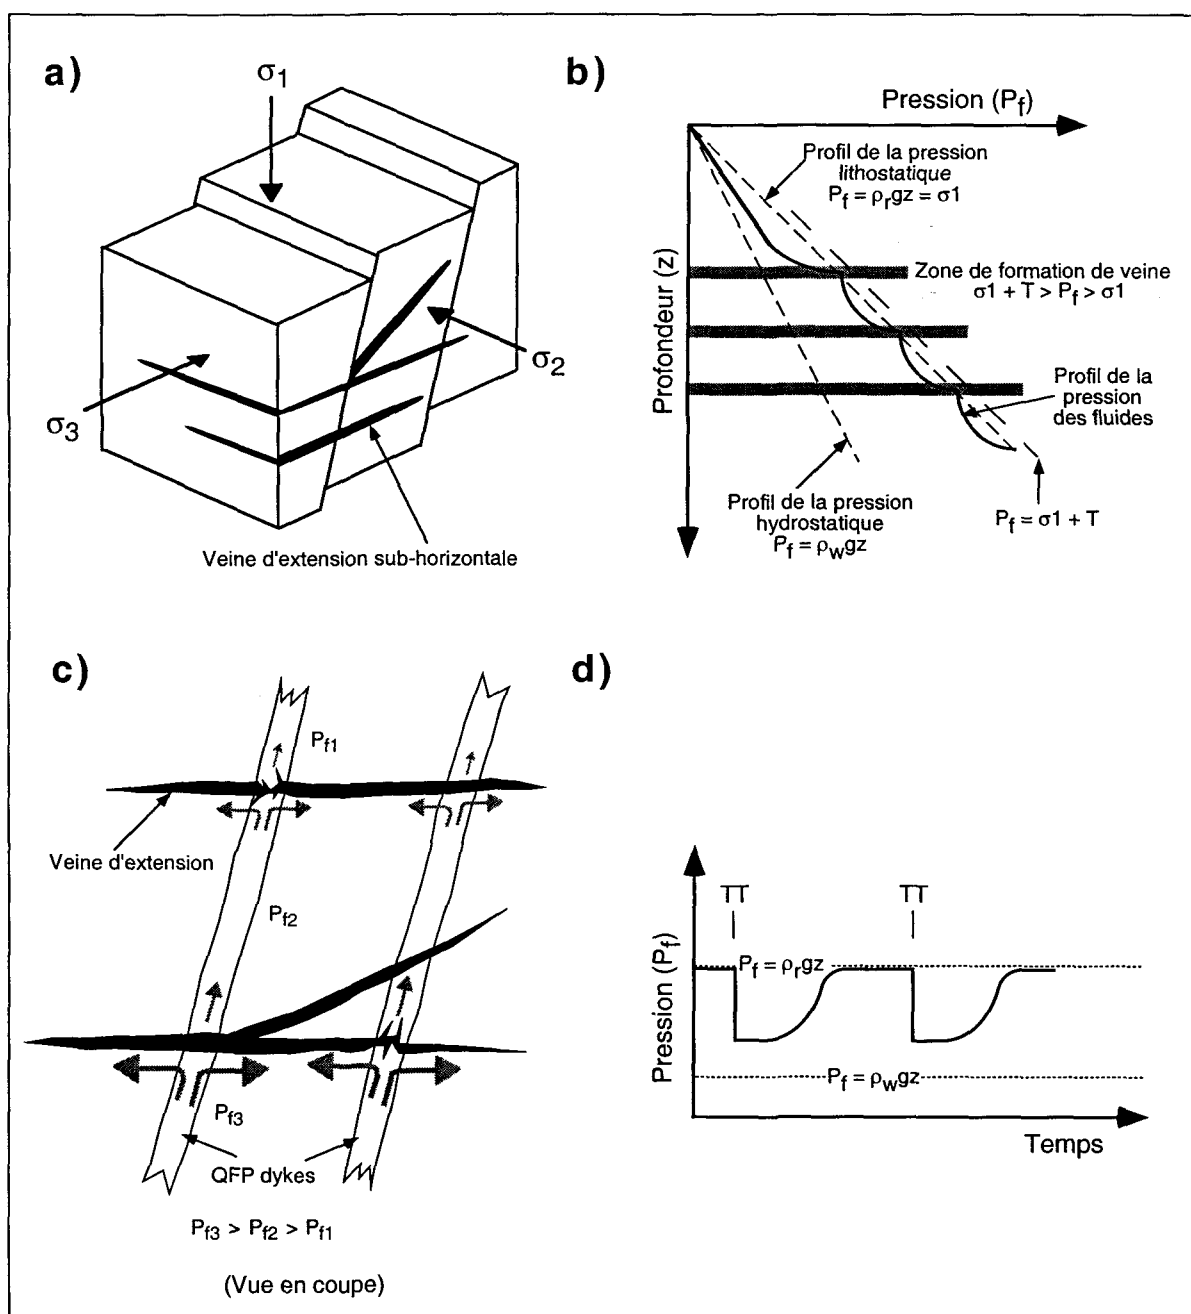 a)
σ1
σ2
σ3
Veine d'extension sub-horizontale
b)
Pression (Pf)
Profondeur (z)
Profil de la pression
lithostatique
Pf = ρrgz = σ1
Zone de formation de veine
σ1 + T > Pf > σ1
Profil de la
pression
des fluides
Profil de la pression
hydrostatique
Pf = ρwgz
Pf = σ1 + T
c)
Pf1
Veine d'extension
Pf2
Pf3
QFP dykes
Pf3 > Pf2 > Pf1
(Vue en coupe)
d)
Pression (Pf)
TT
TT
Pf = ρrgz
Pf = ρwgz
Temps